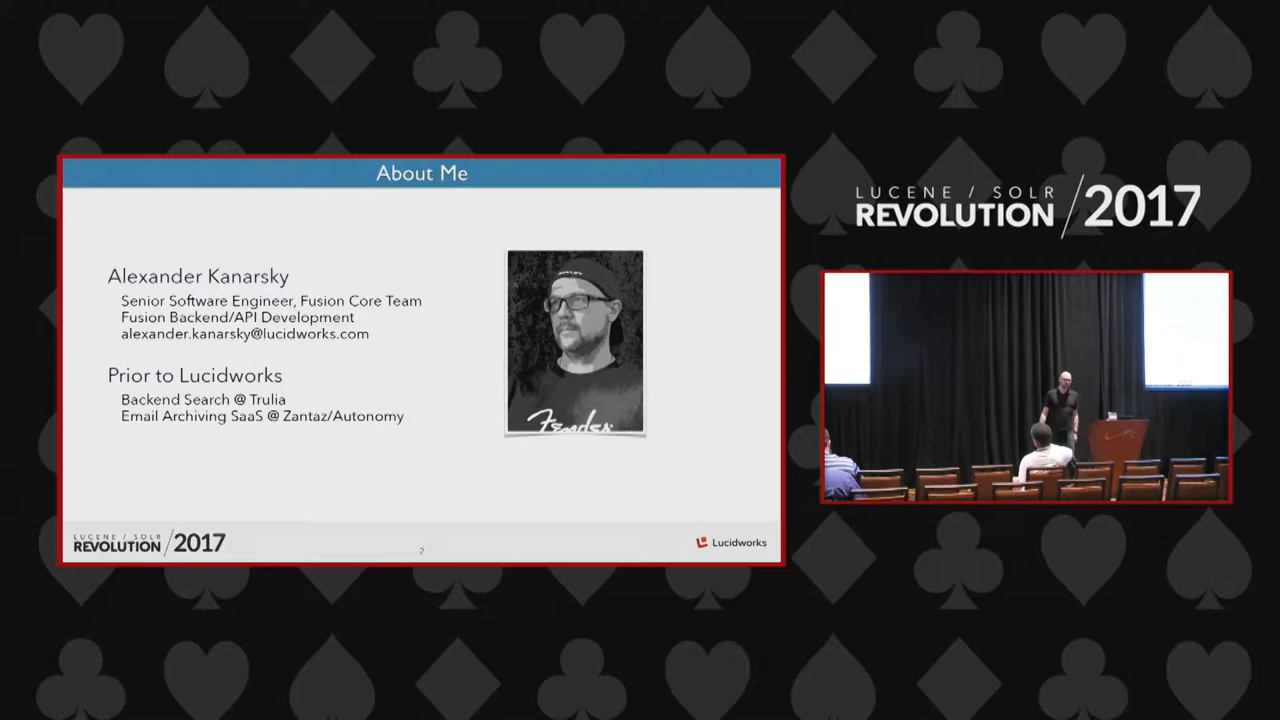 About Me
Alexander Kanarsky
Senior Software Engineer, Fusion Core Team
Fusion Backend/API Development
alexander.kanarsky@lucidworks.com
Prior to Lucidworks
Backend Search @ Trulia
Email Archiving SaaS @ Zantaz/Autonomy
Fender
LUCENE / SOLR
REVOLUTION/2017
2
Lucidworks
LUCENE / SOLR
REVOLUTION/2017